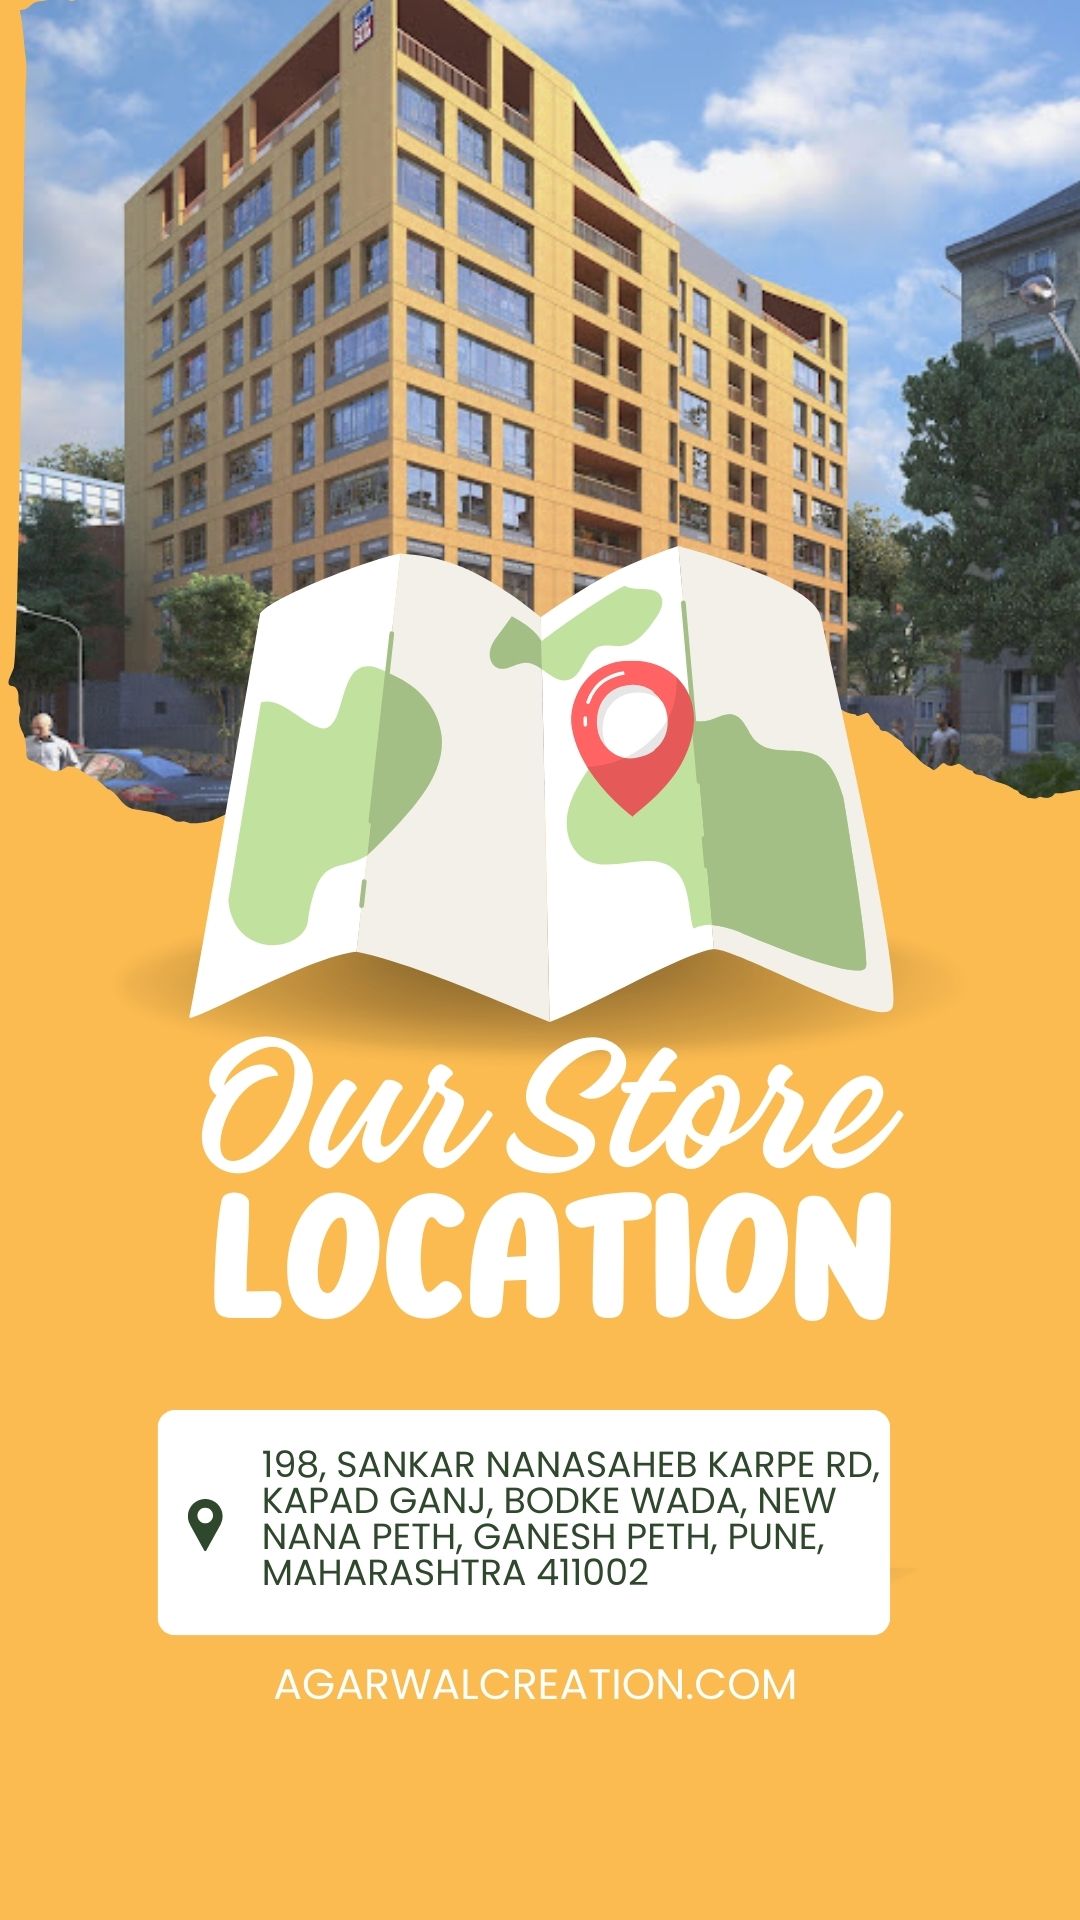 Our Store
LOCATION
198, SANKAR NANASAHEB KARPE RD,
KAPAD GANJ, BODKE WADA, NEW
NANA PETH, GANESH PETH, PUNE,
MAHARASHTRA 411002
AGARWALCREATION.COM